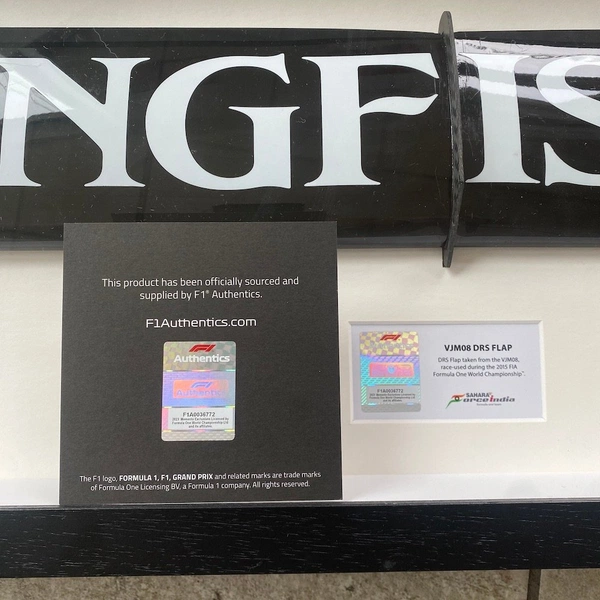 NGFIS
This product has been officially sourced and
supplied by F1® Authentics.
F1Authentics.com
F1
Authentics
F1A0036772
The F1 logo, FORMULA 1, F1, GRAND PRIX and related marks are trade marks
of Formula One Licensing BV, a Formula 1 company. All rights reserved.
F1A0036772
VJM08 DRS FLAP
DRS Flap taken from the VJM08,
race-used during the 2015 FIA
Formula One World Championship™.
SAHARA
Force India